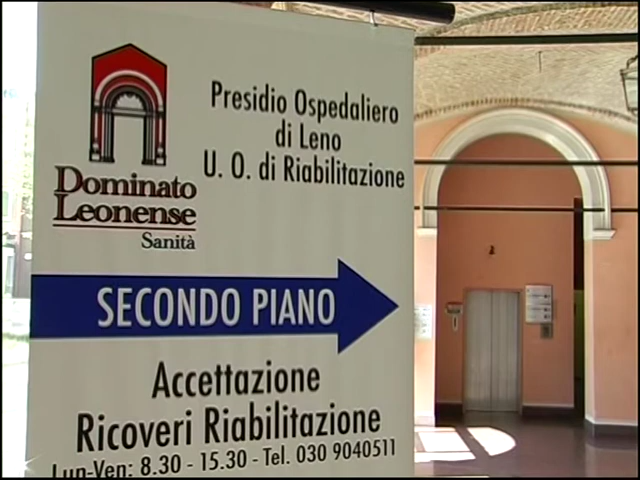 Presidio Ospedaliero
di Leno
U. O. di Riabilitazione
Dominato
Leonense
Sanità
SECONDO PIANO
Accettazione
Ricoveri Riabilitazione
Lun-Ven: 8.30 - 15.30 - Tel. 030 9040511